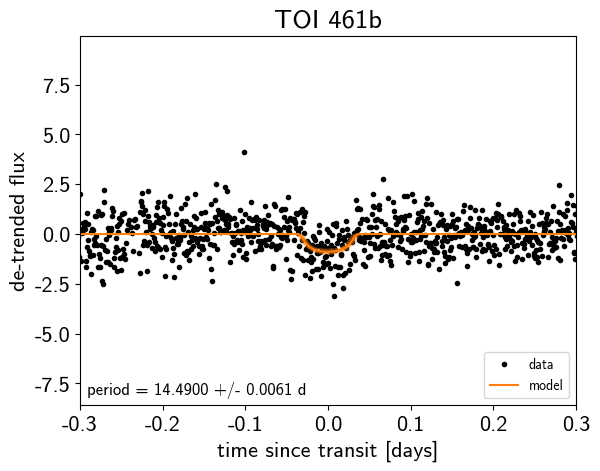 TOI 461b
de-trended flux
7.5
5.0
2.5
0.0
-2.5
-5.0
-7.5
period = 14.4900 +/- 0.0061 d
data
model
-0.3 -0.2 -0.1 0.0 0.1 0.2 0.3
time since transit [days]